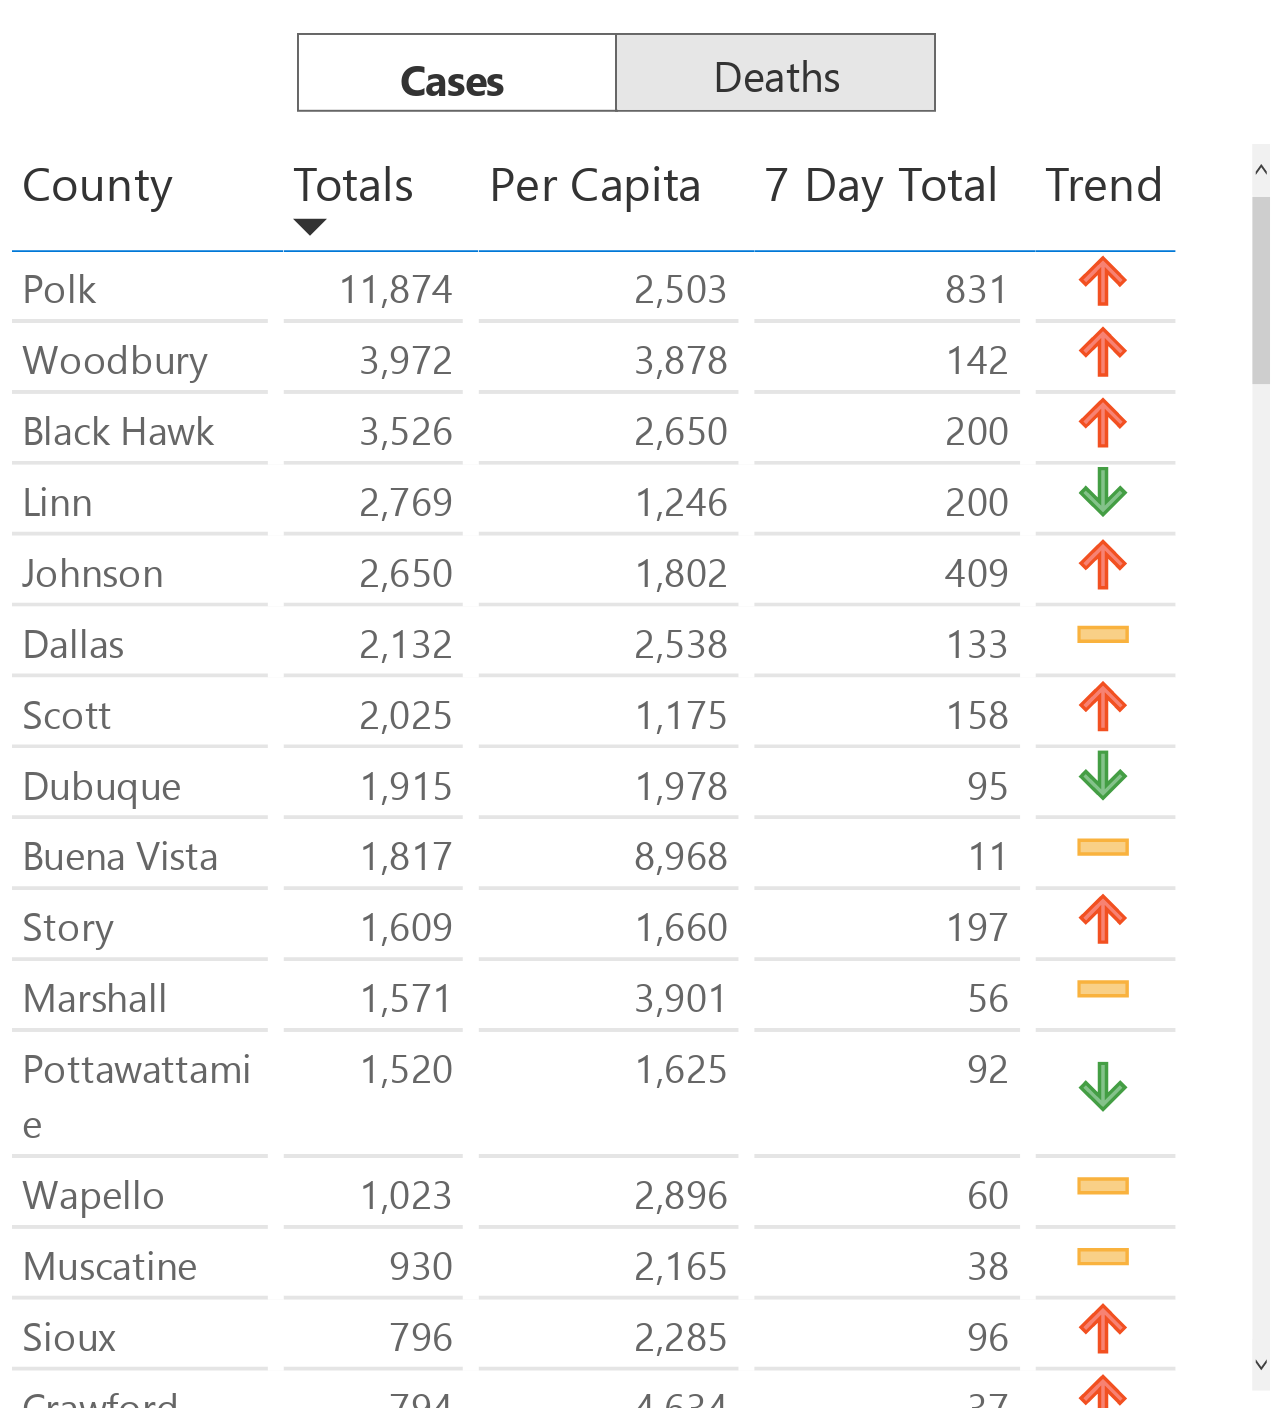 Cases Deaths
County Totals Per Capita 7 Day Total Trend
Polk 11,874 2,503 831
Woodbury 3,972 3,878 142
Black Hawk 3,526 2,650 200
Linn 2,769 1,246 200
Johnson 2,650 1,802 409
Dallas 2,132 2,538 133
Scott 2,025 1,175 158
Dubuque 1,915 1,978 95
Buena Vista 1,817 8,968 11
Story 1,609 1,660 197
Marshall 1,571 3,901 56
Pottawattami 1,520 1,625 92
e
Wapello 1,023 2,896 60
Muscatine 930 2,165 38
Sioux 796 2,285 96
Crawford 794 4,634 37